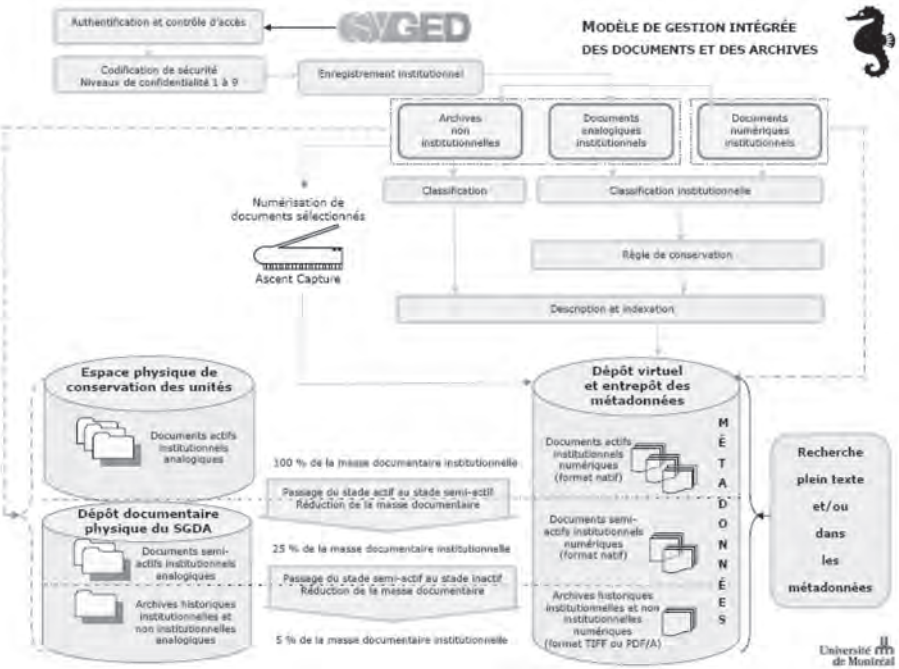 Authentification et contrôle d'accès
SYGED
MODÈLE DE GESTION INTÉGRÉE
DES DOCUMENTS ET DES ARCHIVES
Codification de sécurité
Niveaux de confidentialité 1 à 9
Enregistrement institutionnel
Archives
non
institutionnelles
Documents
analogiques
institutionnels
Documents
numériques
institutionnels
Classification
Classification institutionnelle
Numérisation de
documents sélectionnés
Ascent Capture
Règle de conservation
Description et indexation
Espace physique de
conservation des unités
Documents actifs
institutionnels
analogiques
Dépôt documentaire
physique du SGDA
Documents semi-
actifs institutionnels
analogiques
Archives historiques
institutionnelles et
non institutionnelles
analogiques
100 % de la masse documentaire institutionnelle
Passage du stade actif au stade semi-actif
Réduction de la masse documentaire
25 % de la masse documentaire institutionnelle
Passage du stade semi-actif au stade inactif
Réduction de la masse documentaire
5 % de la masse documentaire institutionnelle
Dépôt virtuel
et entrepôt des
métadonnées
Documents actifs
institutionnels
numériques
(format natif)
Documents semi-
actifs institutionnels
numériques
(format natif)
Archives historiques
institutionnelles et non
institutionnelles
numériques
(format TIFF ou PDF/A)
MÉTADONNÉES
Recherche
plein texte
et/ou
dans
les
métadonnées
Université
de Montréal